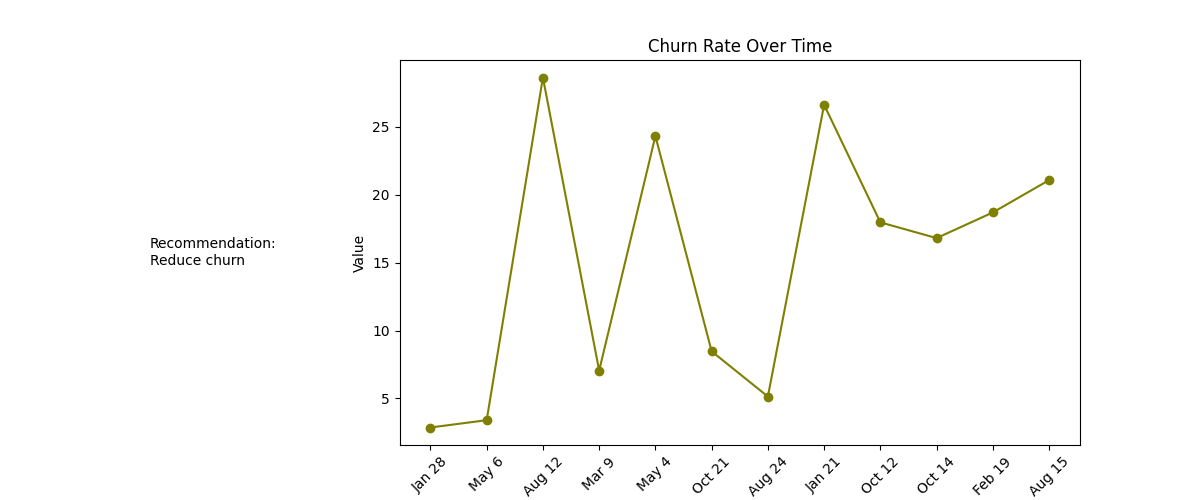 Churn Rate Over Time
Recommendation:
Reduce churn
Value
25
20
15
10
5
Jan 28
May 6
Aug 12
Mar 9
May 4
Oct 21
Aug 24
Jan 21
Oct 12
Oct 14
Feb 19
Aug 15